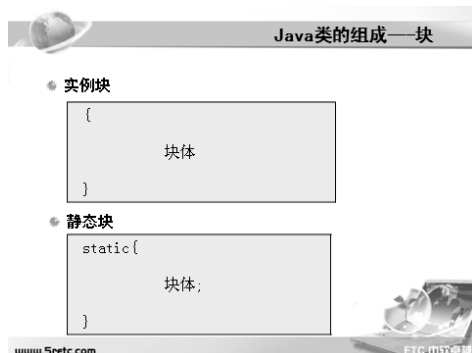 Java类的组成——块
实例块
{
块体
}
静态块
static{
块体;
}
www.5retc.com